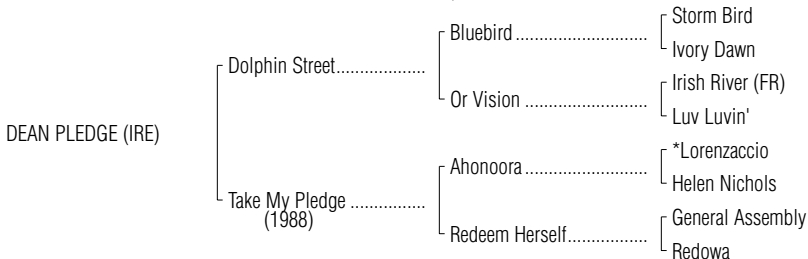 Storm Bird
Bluebird ............................
Ivory Dawn
Dolphin Street...................
Irish River (FR)
Or Vision ..........................
Luv Luvin'
DEAN PLEDGE (IRE)
*Lorenzaccio
Ahonoora ..........................
Helen Nichols
Take My Pledge ................
(1988)
General Assembly
Redeem Herself.................
Redowa